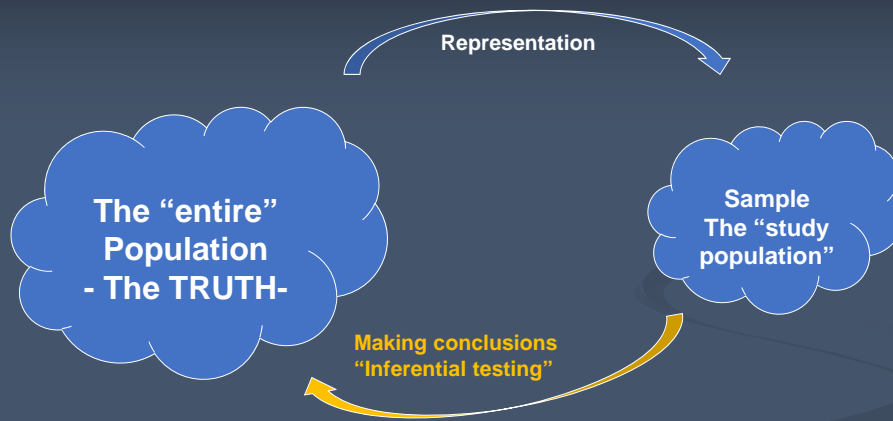 Representation
The “entire”
Population
- The TRUTH-
Sample
The “study
population”
Making conclusions
“Inferential testing”